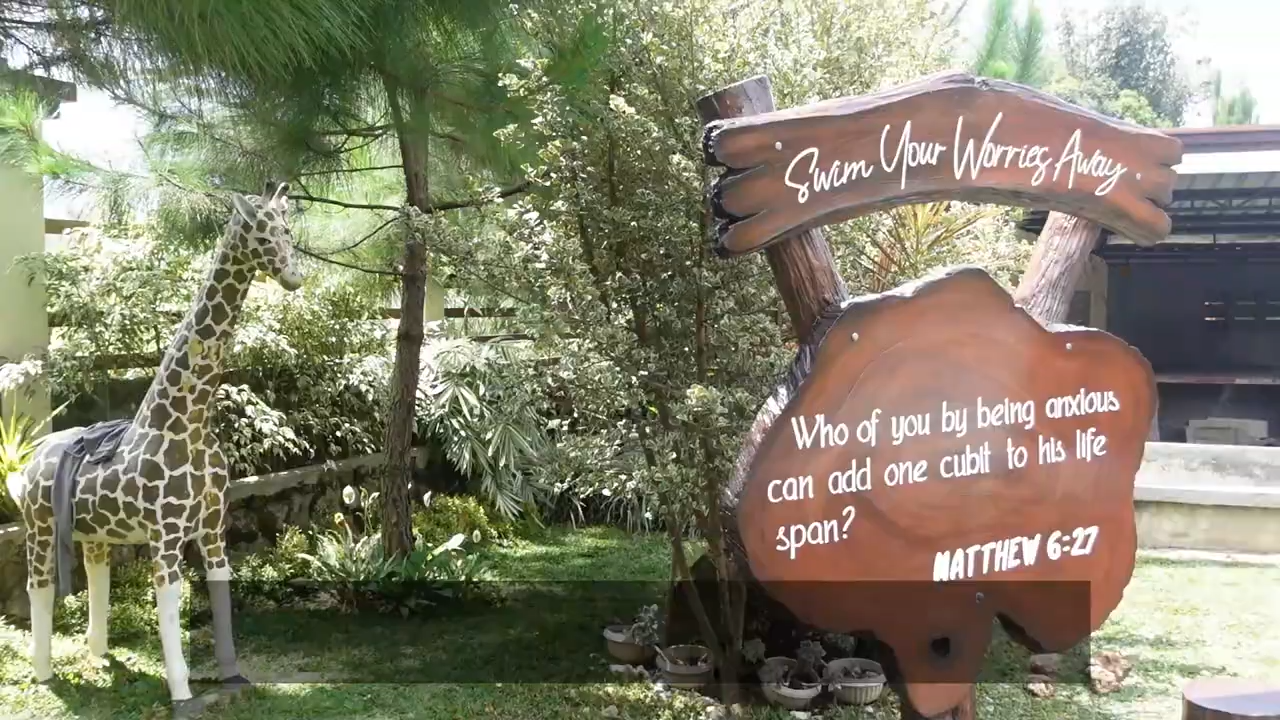 Swim Your Worries Away.
Who of you by being anxious
can add one cubit to his life
span?
MATTHEW 6:27